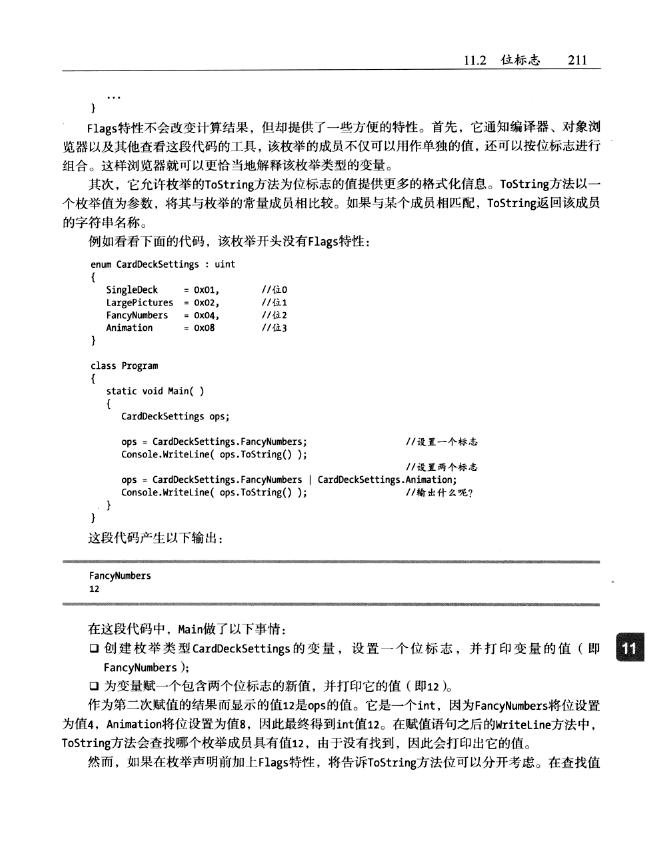 11.2 位标志 211
...
}
Flags特性不会改变计算结果，但却提供了一些方便的特性。首先，它通知编译器、对象浏
览器以及其他查看这段代码的工具，该枚举的成员不仅可以用作单独的值，还可以按位标志进行
组合。这样浏览器就可以更恰当地解释该枚举类型的变量。
其次，它允许枚举的ToString方法为位标志的值提供更多的格式化信息。ToString方法以一
个枚举值为参数，将其与枚举的常量成员相比较。如果与某个成员相匹配，ToString返回该成员
的字符串名称。
例如看看下面的代码，该枚举开头没有Flags特性：
enum CardDeckSettings : uint
{
SingleDeck = 0x01, //位0
LargePictures = 0x02, //位1
FancyNumbers = 0x04, //位2
Animation = 0x08 //位3
}
class Program
{
static void Main( )
{
CardDeckSettings ops;
ops = CardDeckSettings.FancyNumbers; //设置一个标志
Console.WriteLine( ops.ToString() );
//设置两个标志
ops = CardDeckSettings.FancyNumbers | CardDeckSettings.Animation;
Console.WriteLine( ops.ToString() ); //输出什么呢?
}
}
这段代码产生以下输出：
FancyNumbers
12
在这段代码中，Main做了以下事情：
□ 创建枚举类型CardDeckSettings的变量，设置一个位标志，并打印变量的值（即
FancyNumbers）；
11
□ 为变量赋一个包含两个位标志的新值，并打印它的值（即12）。
作为第二次赋值的结果而显示的值12是ops的值。它是一个int，因为FancyNumbers将位设置
为值4，Animation将位设置为值8，因此最终得到int值12。在赋值语句之后的WriteLine方法中，
ToString方法会查找哪个枚举成员具有值12，由于没有找到，因此会打印出它的值。
然而，如果在枚举声明前加上Flags特性，将告诉ToString方法位可以分开考虑。在查找值